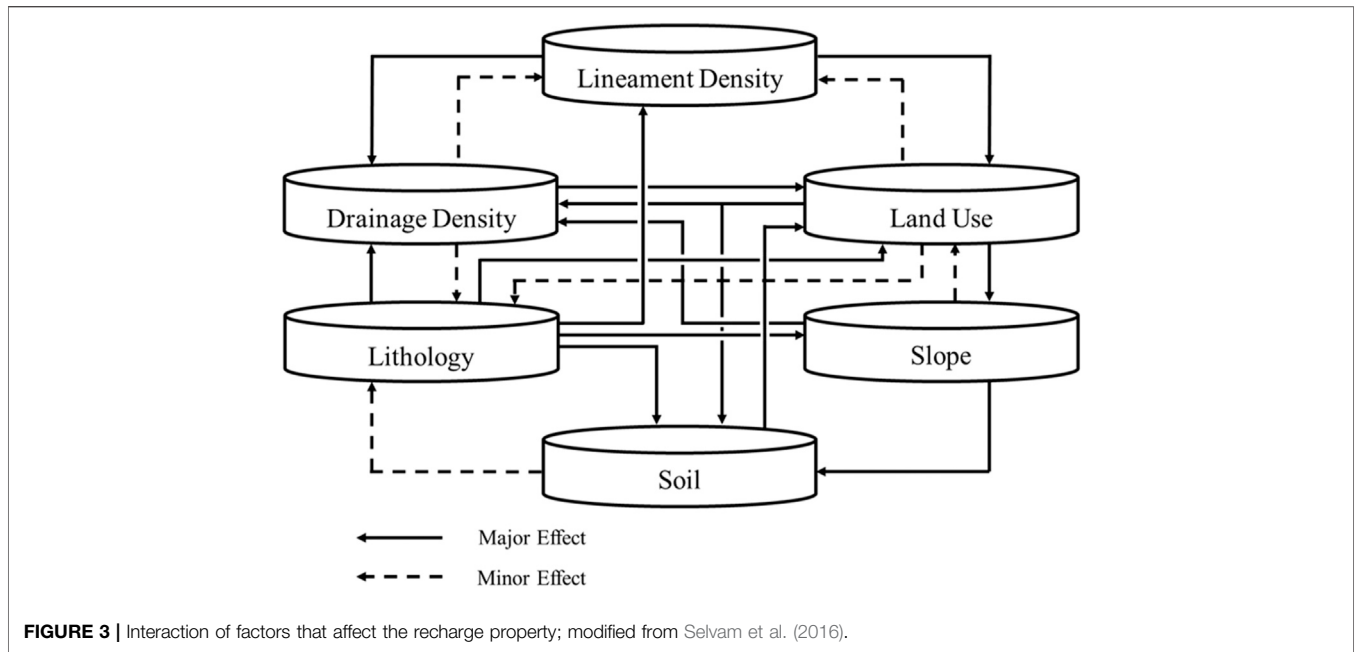 Lineament Density
Drainage Density
Land Use
Lithology
Slope
Soil
Major Effect
Minor Effect
FIGURE 3 | Interaction of factors that affect the recharge property; modified from Selvam et al. (2016).